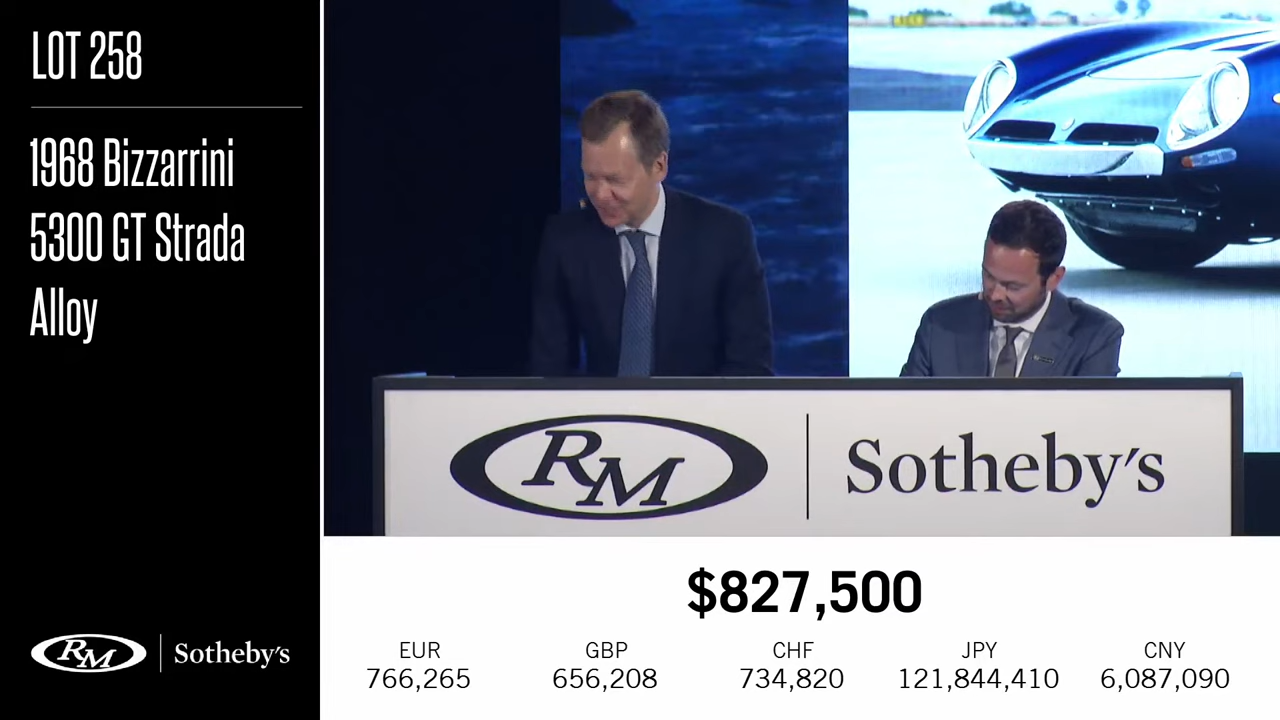 LOT 258
1968 Bizzarrini
5300 GT Strada
Alloy
RM Sotheby's
RM Sotheby's
$827,500
EUR GBP CHF JPY CNY
766,265 656,208 734,820 121,844,410 6,087,090